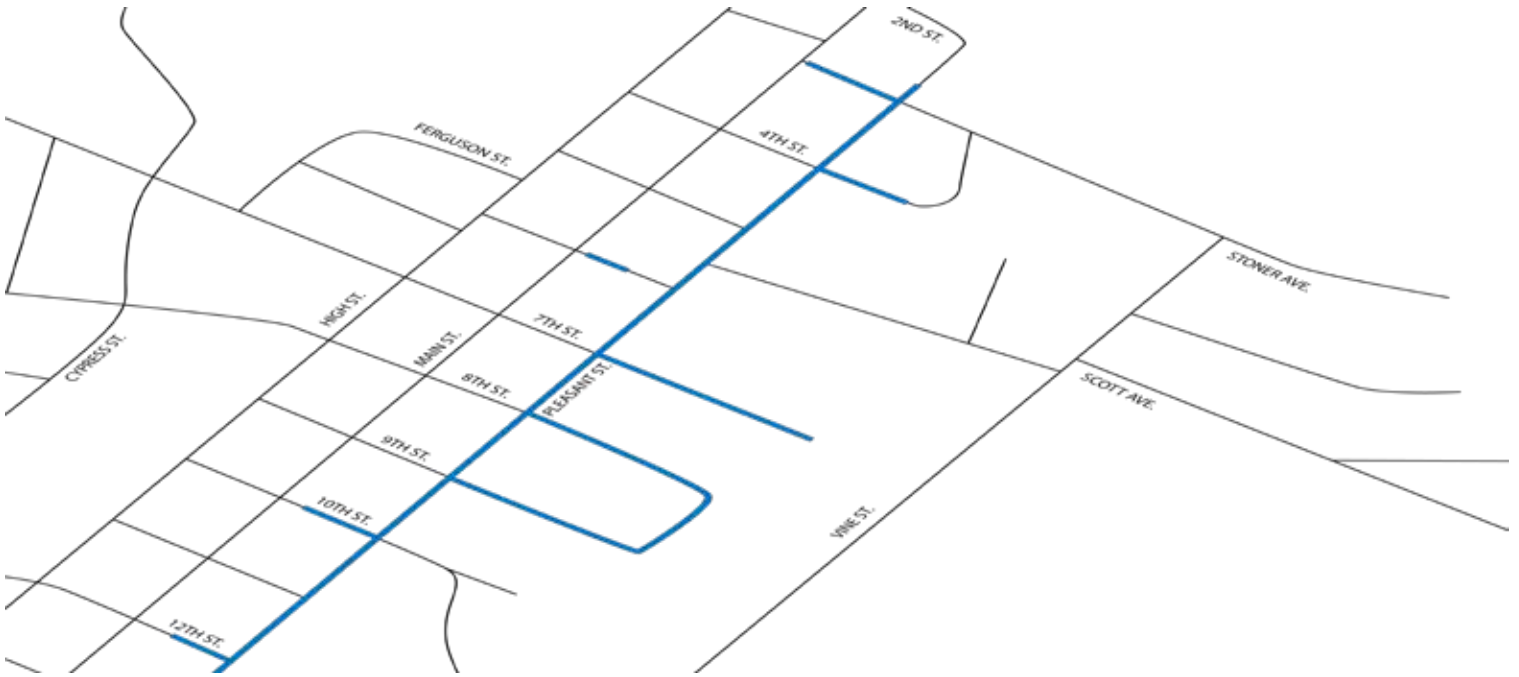 2ND ST.
4TH ST.
FERGUSON ST.
STONER AVE.
HIGH ST.
7TH ST.
MAIN ST.
CYPRESS ST.
8TH ST.
PLEASANT ST.
SCOTT AVE.
9TH ST.
10TH ST.
VINE ST.
12TH ST.